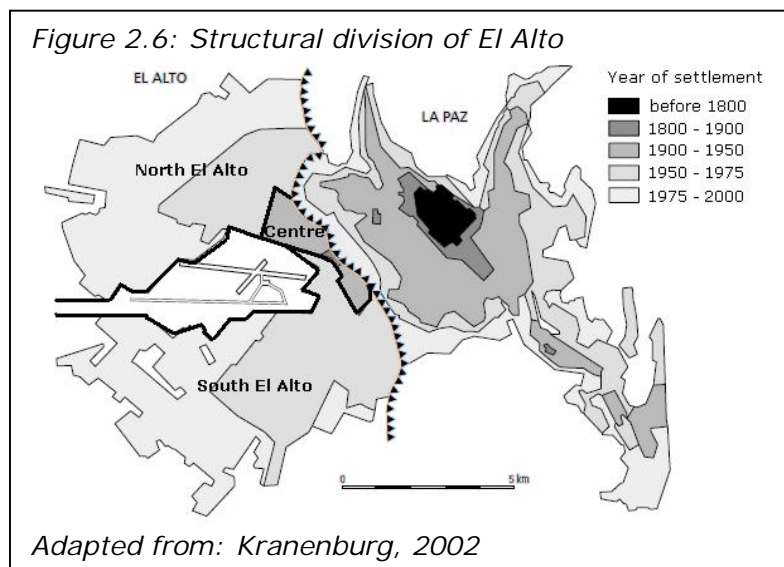 Figure 2.6: Structural division of El Alto
EL ALTO
LA PAZ
Year of settlement
before 1800
1800 - 1900
1900 - 1950
1950 - 1975
1975 - 2000
North El Alto
Centre
South El Alto
0
5 km
Adapted from: Kranenburg, 2002